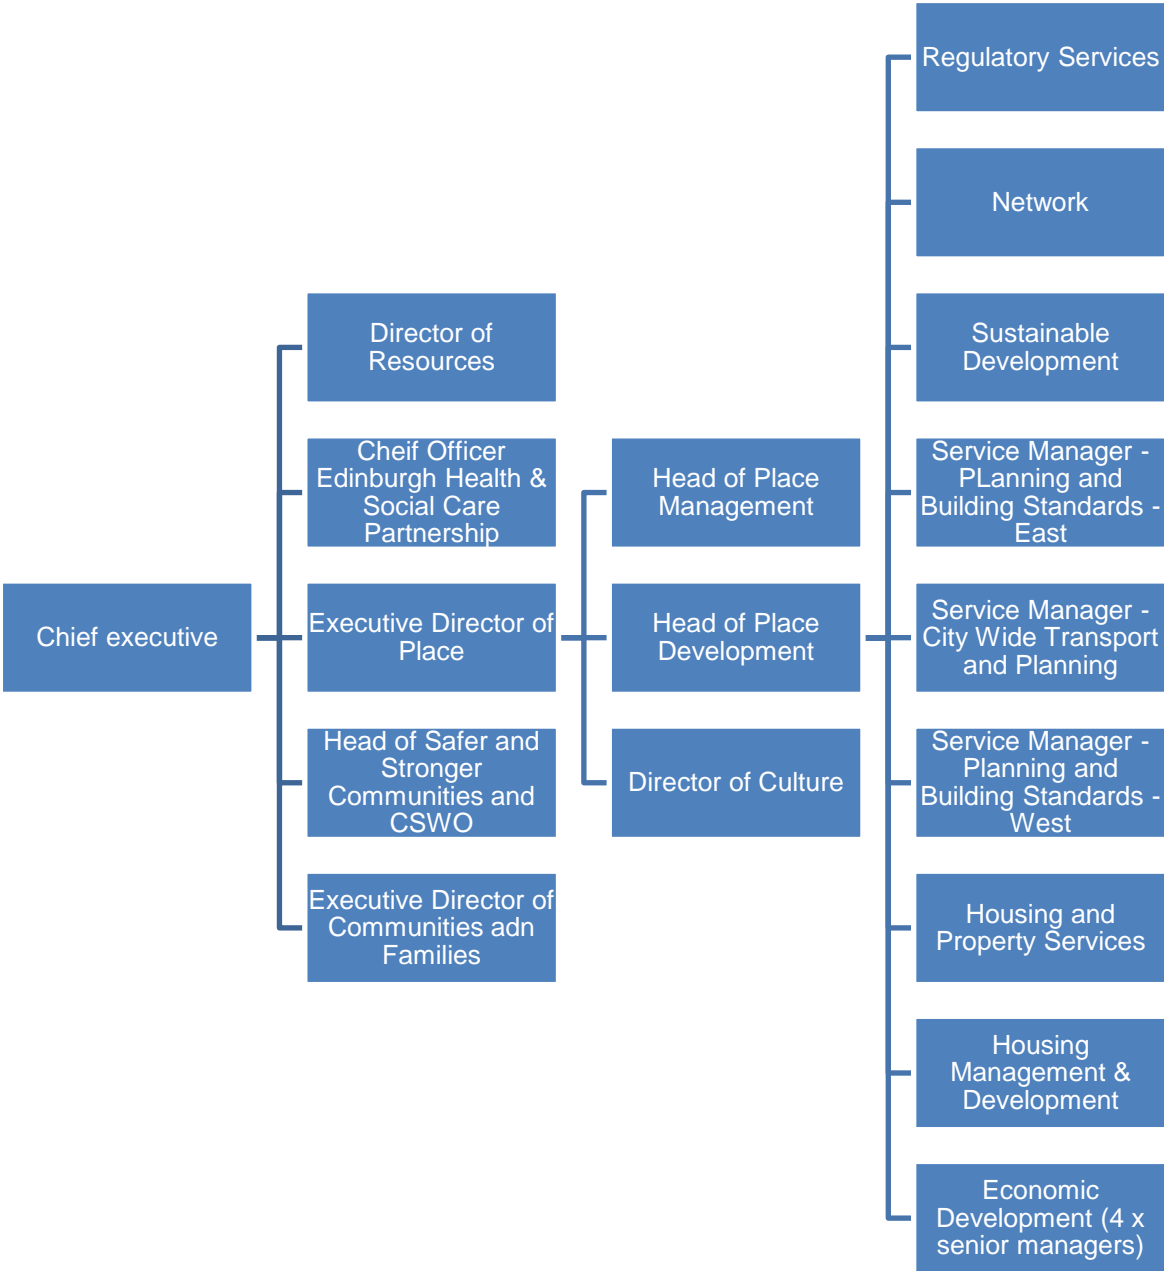 Chief executive
Director of
Resources
Cheif Officer
Edinburgh Health &
Social Care
Partnership
Executive Director of
Place
Head of Safer and
Stronger
Communities and
CSWO
Executive Director of
Communities adn
Families
Head of Place
Management
Head of Place
Development
Director of Culture
Regulatory Services
Network
Sustainable
Development
Service Manager -
PLanning and
Building Standards -
East
Service Manager -
City Wide Transport
and Planning
Service Manager -
Planning and
Building Standards -
West
Housing and
Property Services
Housing
Management &
Development
Economic
Development (4 x
senior managers)